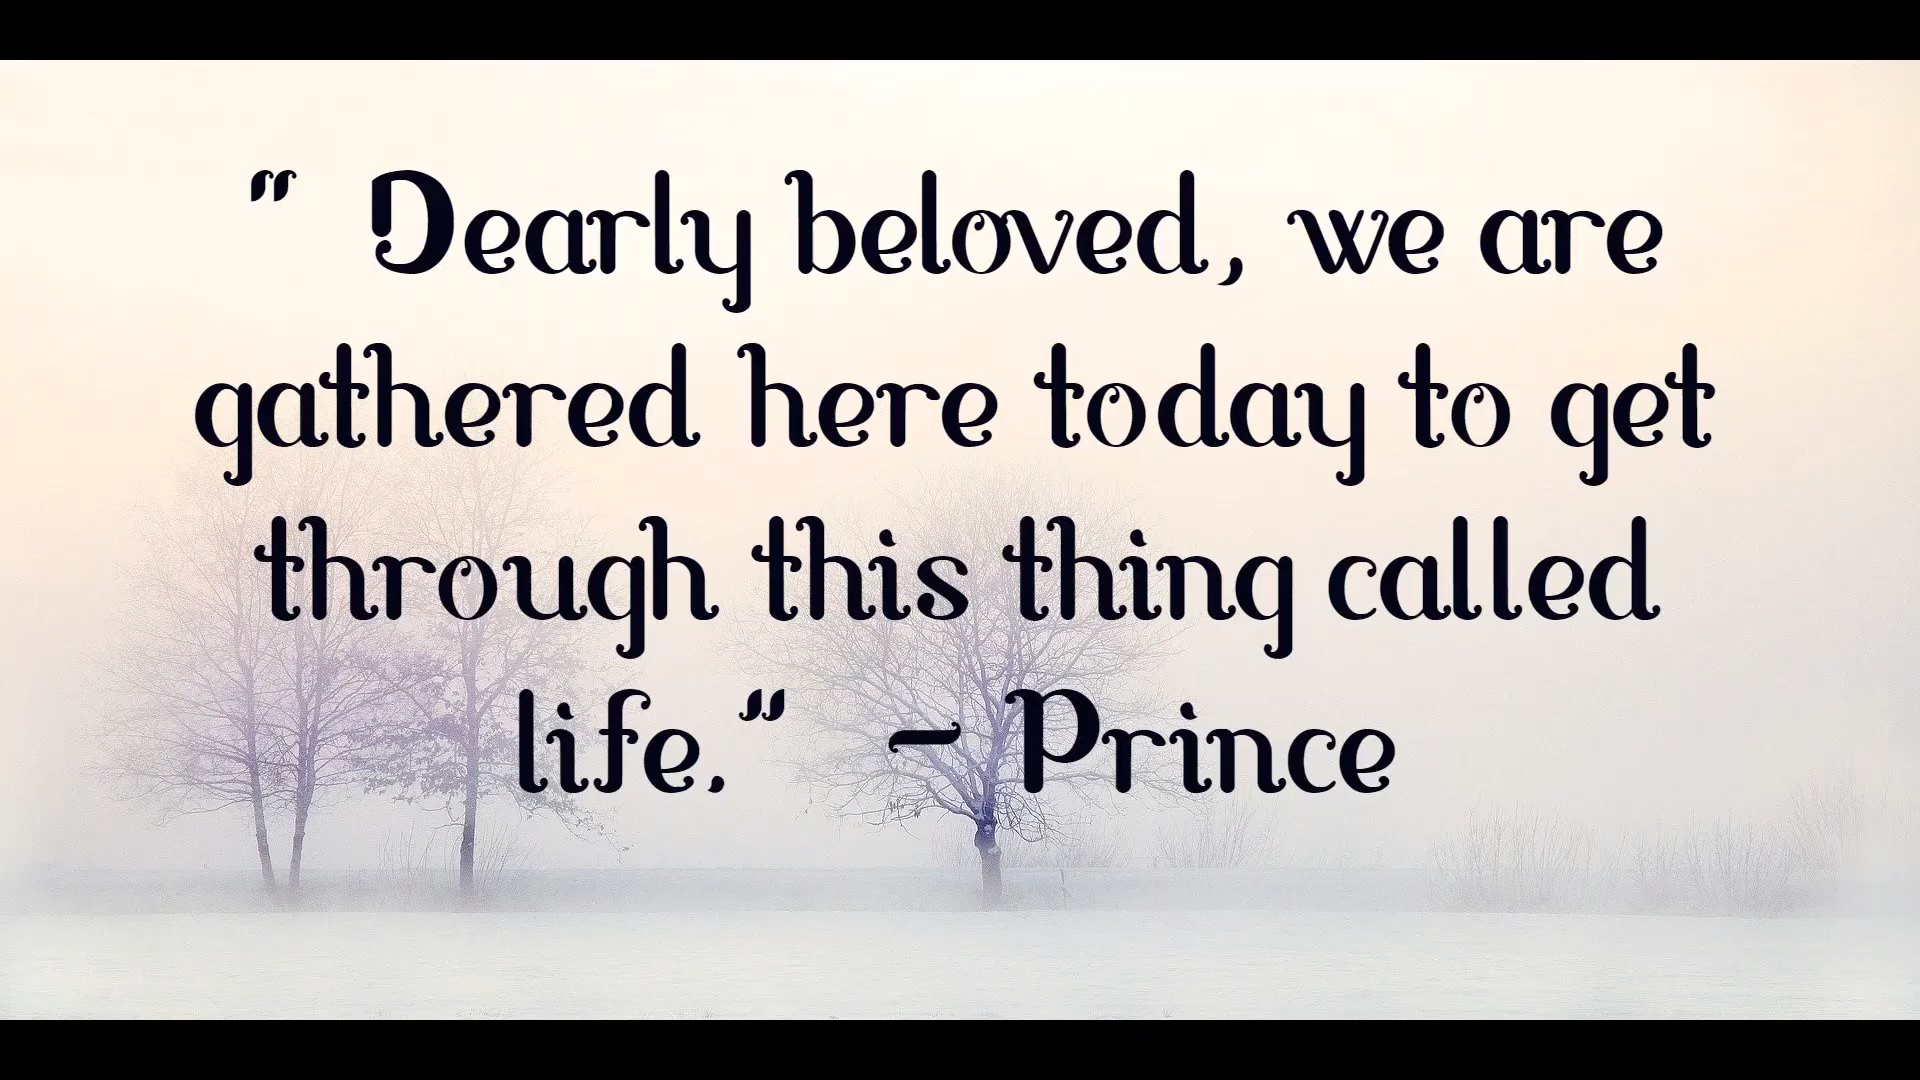 " Dearly beloved, we are
gathered here today to get
through this thing called
life." - Prince